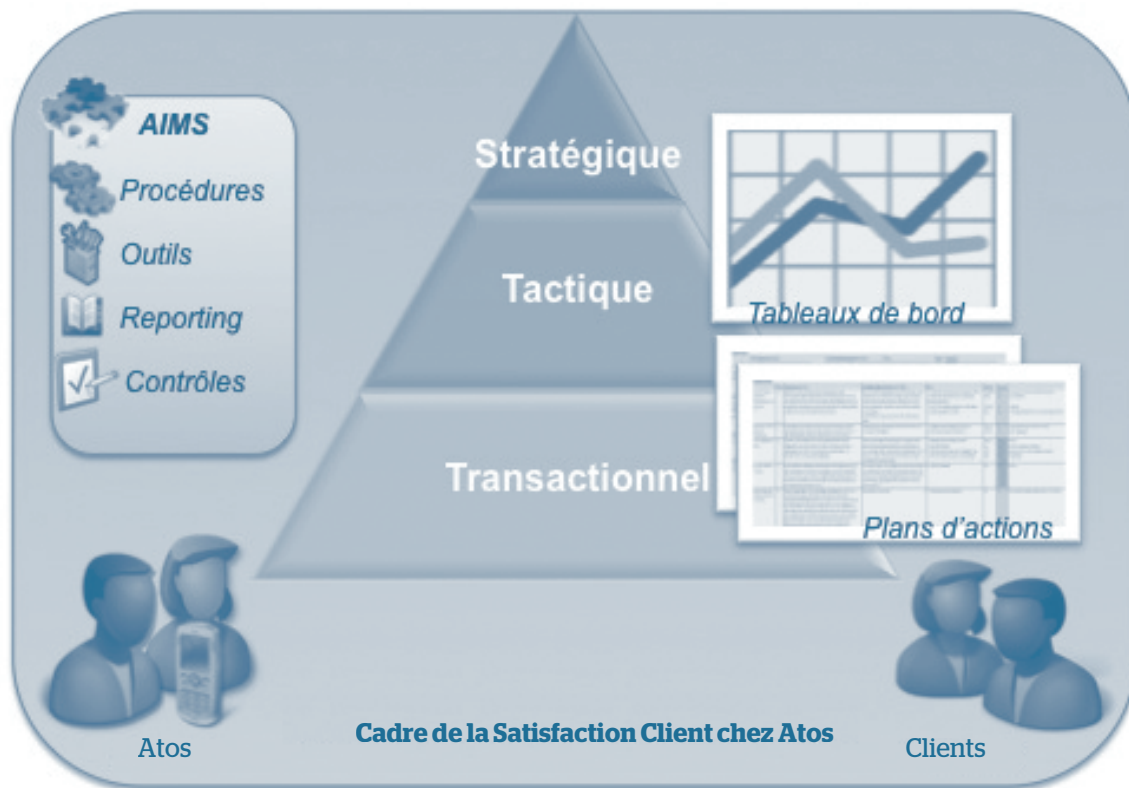 AIMS
Procédures
Outils
Reporting
Contrôles
Stratégique
Tactique
Transactionnel
Tableaux de bord
Plans d'actions
Atos
Cadre de la Satisfaction Client chez Atos
Clients